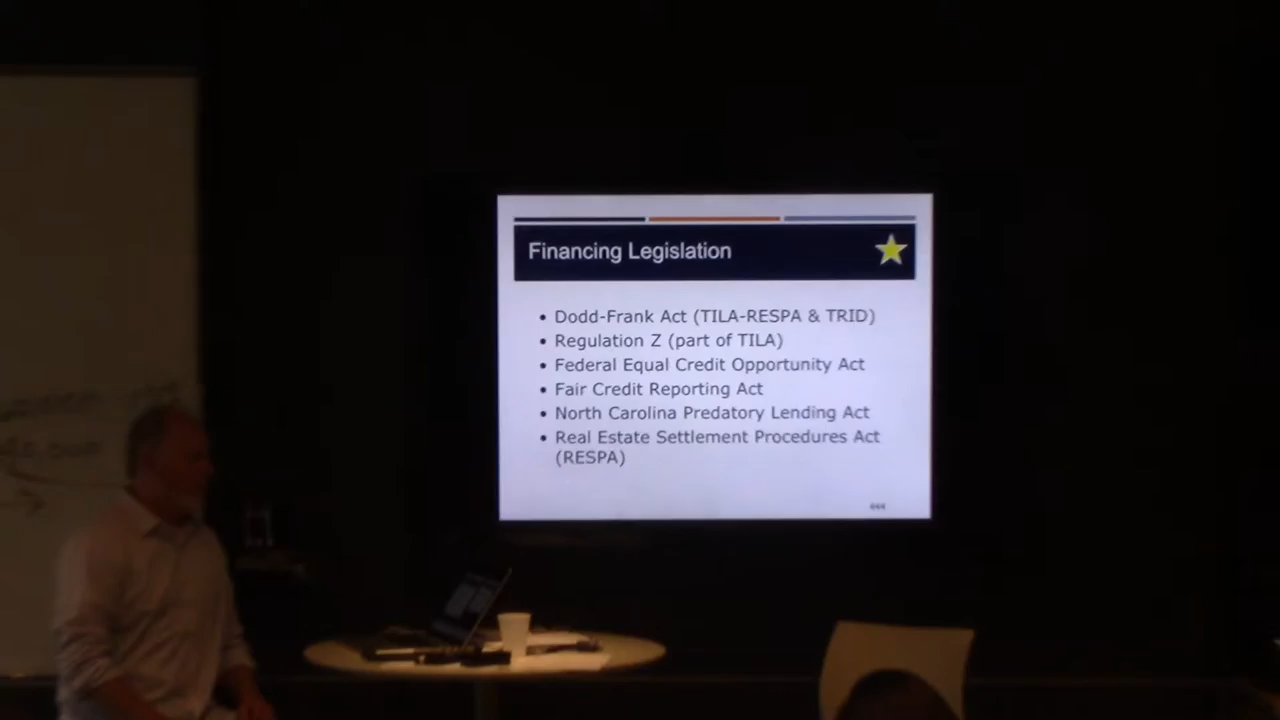 Financing Legislation
• Dodd-Frank Act (TILA-RESPA & TRID)
• Regulation Z (part of TILA)
• Federal Equal Credit Opportunity Act
• Fair Credit Reporting Act
• North Carolina Predatory Lending Act
• Real Estate Settlement Procedures Act
(RESPA)